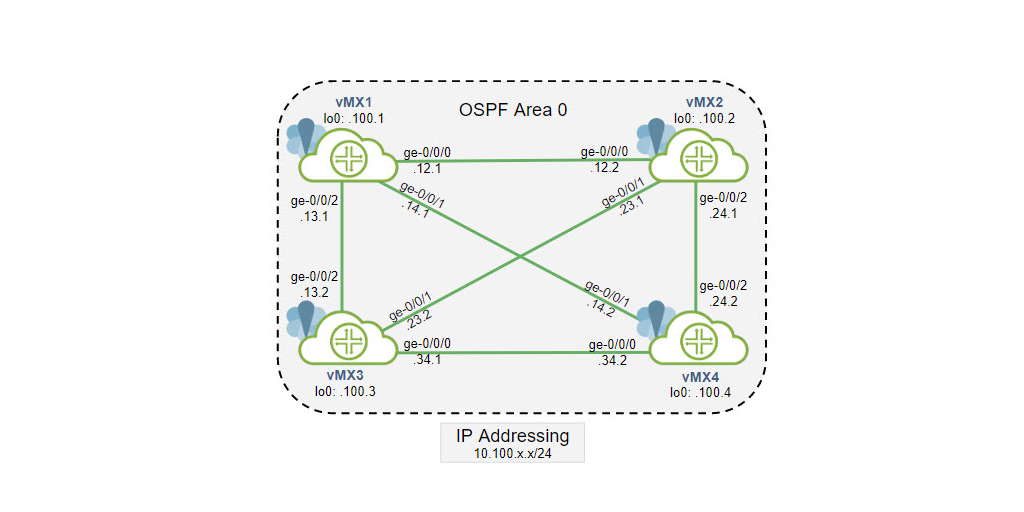 vMX1
lo0: .100.1
OSPF Area 0
vMX2
lo0: .100.2
ge-0/0/0
.12.1
ge-0/0/0
.12.2
ge-0/0/1
.14.1
ge-0/0/1
.23.1
ge-0/0/2
.13.1
ge-0/0/2
.24.1
ge-0/0/2
.13.2
ge-0/0/2
.24.2
ge-0/0/1
.23.2
ge-0/0/1
.14.2
ge-0/0/0
.34.1
ge-0/0/0
.34.2
vMX3
lo0: .100.3
vMX4
lo0: .100.4
IP Addressing
10.100.x.x/24